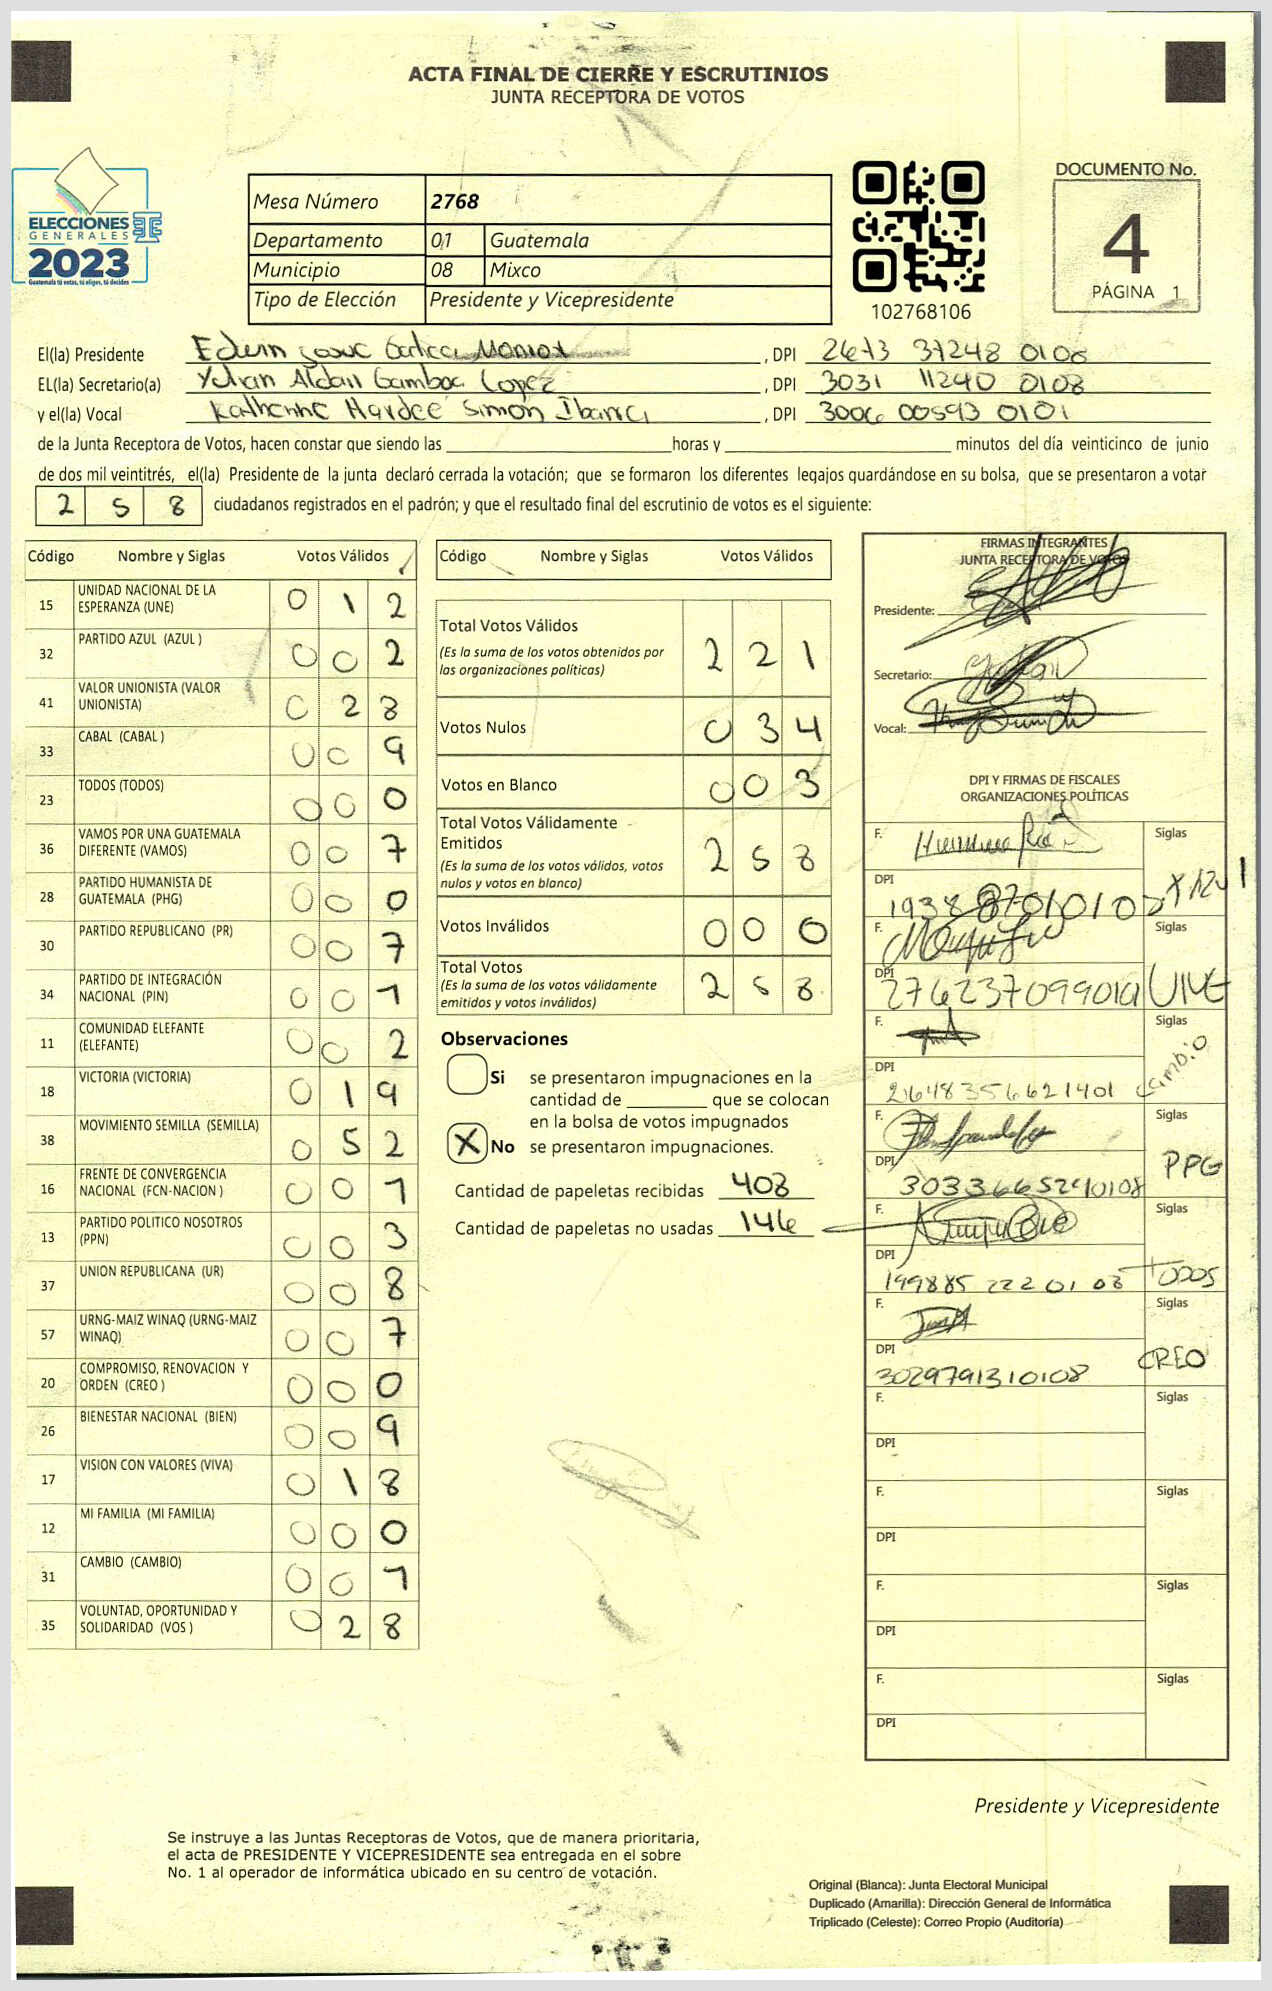 ACTA FINAL DE CIERRE Y ESCRUTINIOS
JUNTA RECEPTORA DE VOTOS
ELECCIONES
GENERALES
2023
Guatemala tú votas, tú eliges, tú decides
Mesa Número 2768
Departamento 01 Guatemala
Municipio 08 Mixco
Tipo de Elección Presidente y Vicepresidente
102768106
DOCUMENTO No.
4
PÁGINA 1
El(la) Presidente Edwin , DPI 2673 37248 0108
EL(la) Secretario(a) Aldair Gamboa Lopez , DPI 3031 11240 0108
y el(la) Vocal Katherine Haydeé Simon Ibarra , DPI 3006 00593 0101
de la Junta Receptora de Votos, hacen constar que siendo las horas y minutos del día veinticinco de junio
de dos mil veintitrés, el(la) Presidente de la junta declaró cerrada la votación; que se formaron los diferentes legajos guardándose en su bolsa, que se presentaron a votar
2 5 8 ciudadanos registrados en el padrón; y que el resultado final del escrutinio de votos es el siguiente:
Código Nombre y Siglas Votos Válidos
15 UNIDAD NACIONAL DE LA ESPERANZA (UNE) 0 1 2
32 PARTIDO AZUL (AZUL ) 0 0 2
41 VALOR UNIONISTA (VALOR UNIONISTA) 0 2 8
33 CABAL (CABAL ) 0 0 9
23 TODOS (TODOS) 0 0 0
36 VAMOS POR UNA GUATEMALA DIFERENTE (VAMOS) 0 0 7
28 PARTIDO HUMANISTA DE GUATEMALA (PHG) 0 0 0
30 PARTIDO REPUBLICANO (PR) 0 0 7
34 PARTIDO DE INTEGRACIÓN NACIONAL (PIN) 0 0 1
11 COMUNIDAD ELEFANTE (ELEFANTE) 0 0 2
18 VICTORIA (VICTORIA) 0 1 9
38 MOVIMIENTO SEMILLA (SEMILLA) 0 5 2
16 FRENTE DE CONVERGENCIA NACIONAL (FCN-NACION ) 0 0 1
13 PARTIDO POLITICO NOSOTROS (PPN) 0 0 3
37 UNION REPUBLICANA (UR) 0 0 8
57 URNG-MAIZ WINAQ (URNG-MAIZ WINAQ) 0 0 7
20 COMPROMISO, RENOVACION Y ORDEN (CREO ) 0 0 0
26 BIENESTAR NACIONAL (BIEN) 0 0 9
17 VISION CON VALORES (VIVA) 0 1 8
12 MI FAMILIA (MI FAMILIA) 0 0 0
31 CAMBIO (CAMBIO) 0 0 1
35 VOLUNTAD, OPORTUNIDAD Y SOLIDARIDAD (VOS ) 0 2 8
Código Nombre y Siglas Votos Válidos
Total Votos Válidos 2 2 1
(Es la suma de los votos obtenidos por
las organizaciones políticas)
Votos Nulos 0 3 4
Votos en Blanco 0 0 3
Total Votos Válidamente
Emitidos 2 5 8
(Es la suma de los votos válidos, votos
nulos y votos en blanco)
Votos Inválidos 0 0 0
Total Votos 2 5 8
(Es la suma de los votos válidamente
emitidos y votos inválidos)
Observaciones
Si se presentaron impugnaciones en la
cantidad de que se colocan
en la bolsa de votos impugnados
X No se presentaron impugnaciones.
Cantidad de papeletas recibidas 403
Cantidad de papeletas no usadas 146
FIRMAS INTEGRANTES
JUNTA RECEPTORA DE VOTOS
Presidente:
Secretario:
Vocal:
DPI Y FIRMAS DE FISCALES
ORGANIZACIONES POLÍTICAS
F. Siglas
DPI
F. Siglas
DPI 2762370990101 UNE
F. Siglas
DPI 2648356621401 Cambio
F. Siglas
DPI 30336665240108 PPG
F. Siglas
DPI 199885 222 01 08 TODOS
F. Siglas
DPI 3029791310108 CREO
F. Siglas
DPI
F. Siglas
DPI
F. Siglas
DPI
F. Siglas
DPI
Presidente y Vicepresidente
Se instruye a las Juntas Receptoras de Votos, que de manera prioritaria,
el acta de PRESIDENTE Y VICEPRESIDENTE sea entregada en el sobre
No. 1 al operador de informática ubicado en su centro de votación.
Original (Blanca): Junta Electoral Municipal
Duplicado (Amarilla): Dirección General de Informática
Triplicado (Celeste): Correo Propio (Auditoría)